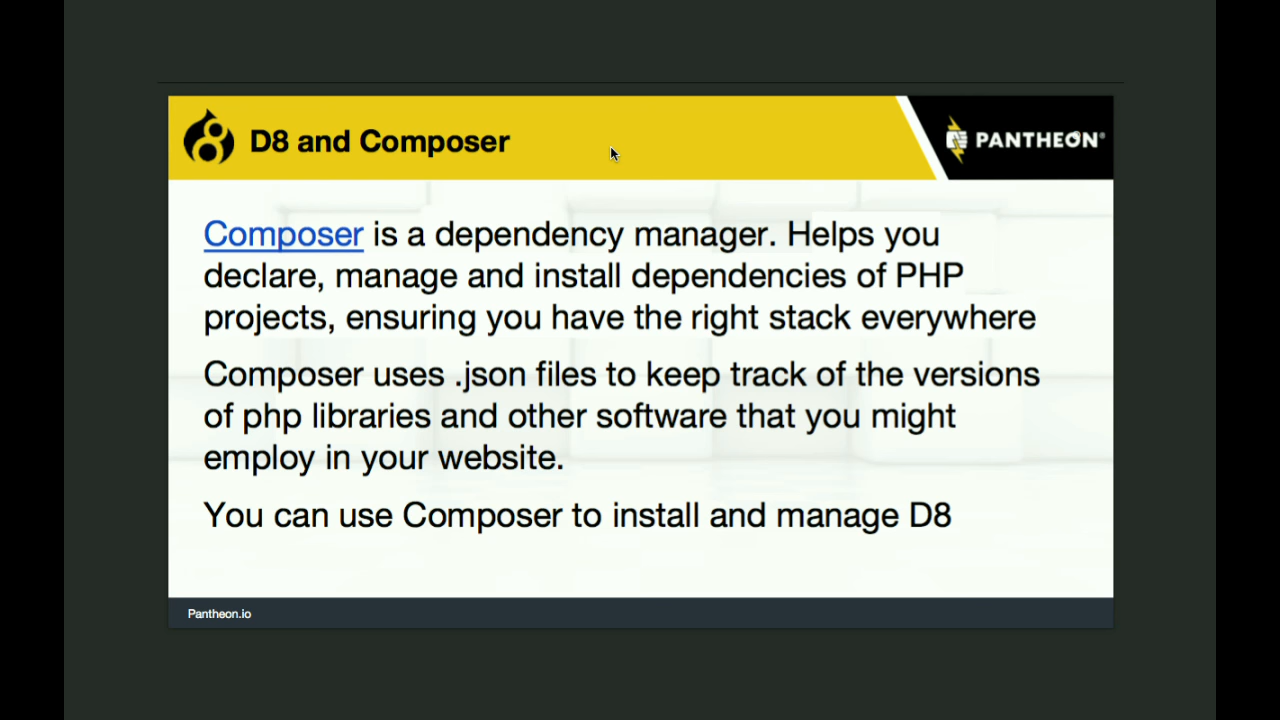 D8 and Composer
PANTHEON®
Composer is a dependency manager. Helps you
declare, manage and install dependencies of PHP
projects, ensuring you have the right stack everywhere
Composer uses .json files to keep track of the versions
of php libraries and other software that you might
employ in your website.
You can use Composer to install and manage D8
Pantheon.io